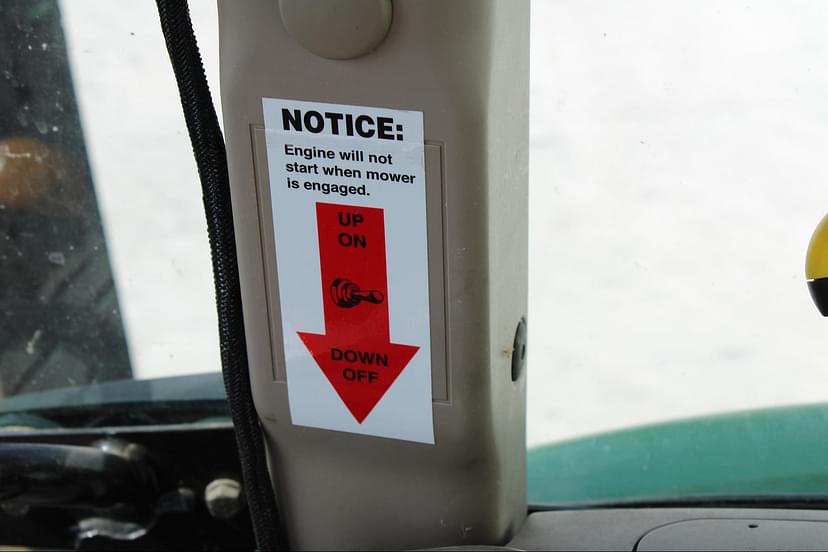 NOTICE:
Engine will not
start when mower
is engaged.
UP
ON
DOWN
OFF